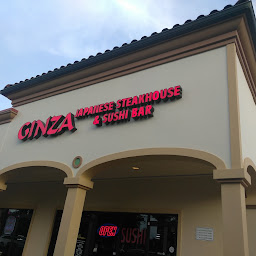 GINZA
JAPANESE STEAKHOUSE
& SUSHI BAR
OPEN
SUSHI